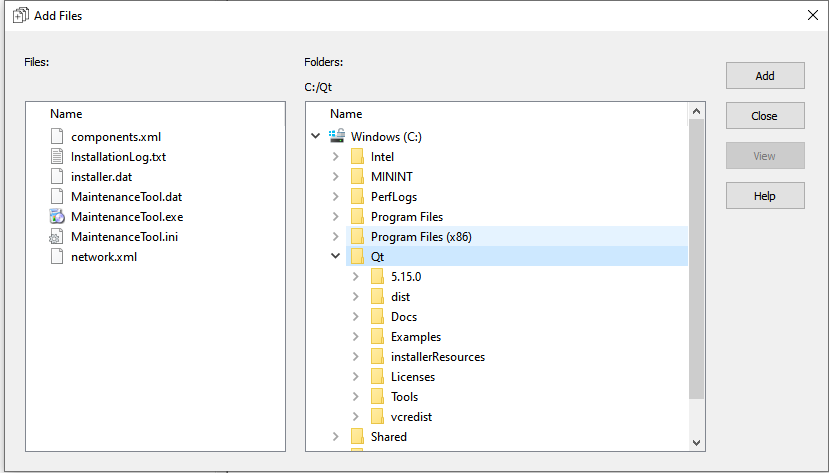 Add Files
Files:
Folders:
C:/Qt
Name
components.xml
InstallationLog.txt
installer.dat
MaintenanceTool.dat
MaintenanceTool.exe
MaintenanceTool.ini
network.xml
Name
Windows (C:)
Intel
MININT
PerfLogs
Program Files
Program Files (x86)
Qt
5.15.0
dist
Docs
Examples
installerResources
Licenses
Tools
vcredist
Shared
Add
Close
View
Help